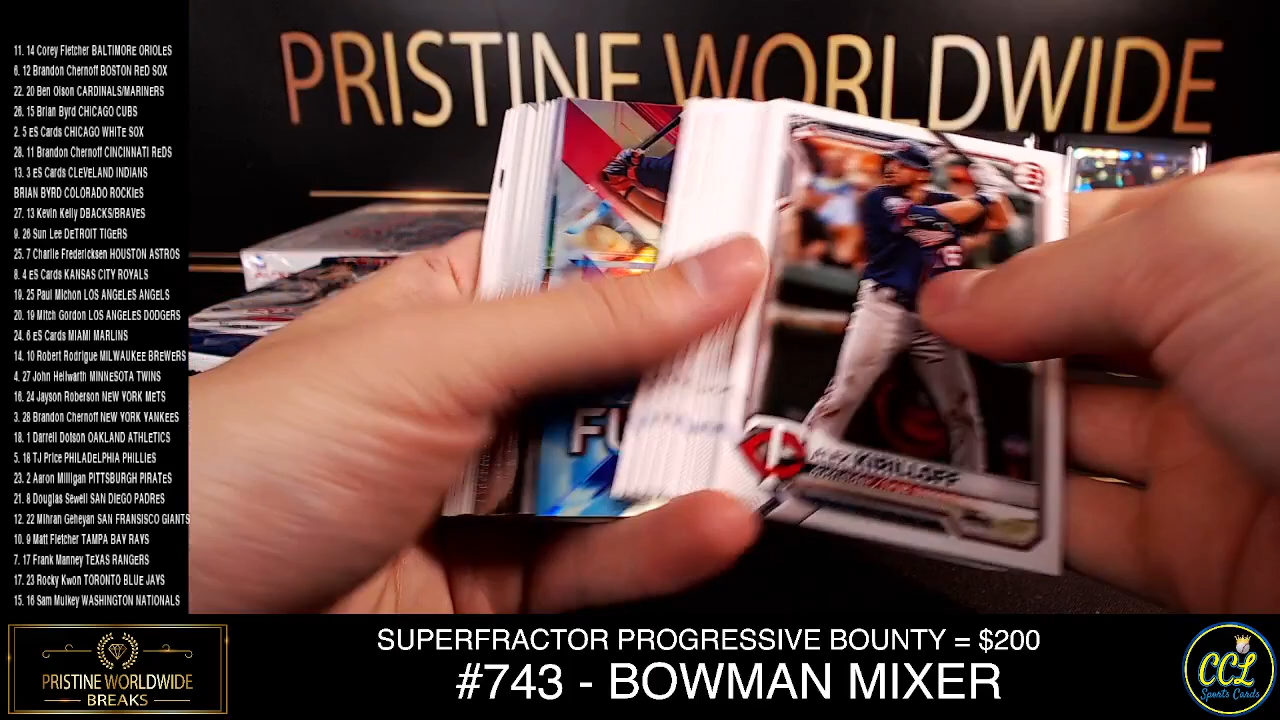 PRISTINE WORLDWIDE
11. 14 Corey Fletcher BALTIMORE ORIOLES
6. 12 Brandon Chernoff BOSTON RED SOX
22. 20 Ben Olson CARDINALS/MARINERS
26. 15 Brian Byrd CHICAGO CUBS
2. 5 eS Cards CHICAGO WHITE SOX
28. 11 Brandon Chernoff CINCINNATI REDS
13. 3 eS Cards CLEVELAND INDIANS
BRIAN BYRD COLORADO ROCKIES
27. 13 Kevin Kelly DBACKS/BRAVES
9. 26 Sun Lee DETROIT TIGERS
25. 7 Charlie Fredericksen HOUSTON ASTROS
8. 4 eS Cards KANSAS CITY ROYALS
19. 25 Paul Michon LOS ANGELES ANGELS
20. 19 Mitch Gordon LOS ANGELES DODGERS
24. 6 eS Cards MIAMI MARLINS
14. 10 Robert Rodrigue MILWAUKEE BREWERS
4. 27 John Hellwarth MINNESOTA TWINS
16. 24 Jayson Roberson NEW YORK METS
3. 28 Brandon Chernoff NEW YORK YANKEES
18. 1 Darrell Dotson OAKLAND ATHLETICS
5. 18 TJ Price PHILADELPHIA PHILLIES
23. 2 Aaron Milligan PITTSBURGH PIRATES
21. 8 Douglas Sewell SAN DIEGO PADRES
12. 22 Mihran Geheyan SAN FRANSISCO GIANTS
10. 9 Matt Fletcher TAMPA BAY RAYS
7. 17 Frank Manney TEXAS RANGERS
17. 23 Rocky Kwon TORONTO BLUE JAYS
15. 16 Sam Mulkey WASHINGTON NATIONALS
FU
ALEX KIRILLOFF
PRISTINE WORLDWIDE
BREAKS
SUPERFRACTOR PROGRESSIVE BOUNTY = $200
#743 - BOWMAN MIXER
CCL
Sports Cards